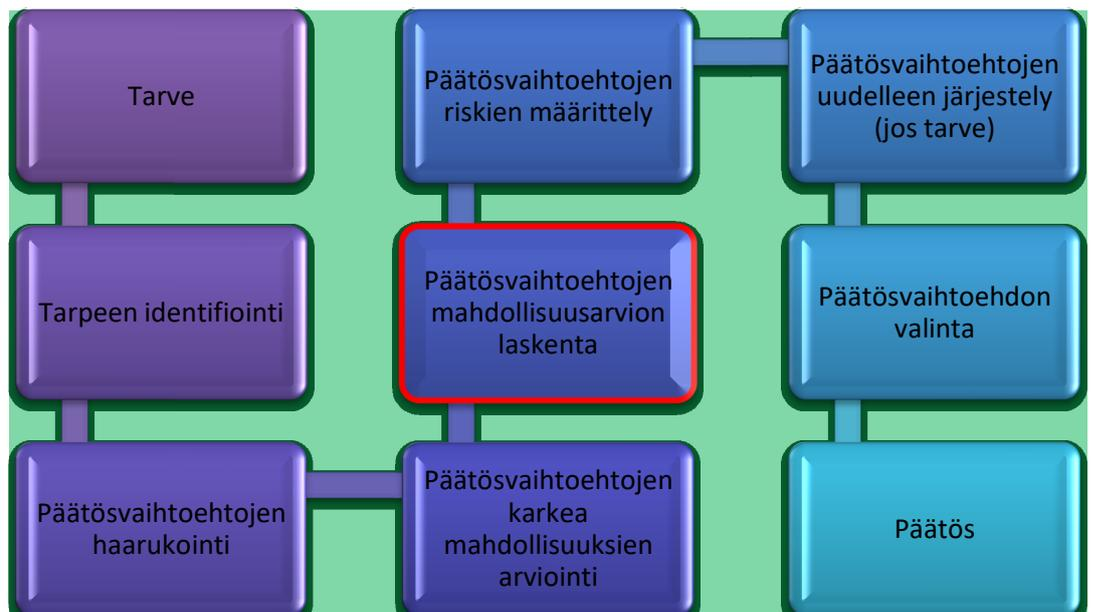 Tarve
Tarpeen identifiointi
Päätösvaihtoehtojen
haarukointi
Päätösvaihtoehtojen
karkea
mahdollisuuksien
arviointi
Päätösvaihtoehtojen
mahdollisuusarvion
laskenta
Päätösvaihtoehtojen
riskien määrittely
Päätösvaihtoehtojen
uudelleen järjestely
(jos tarve)
Päätösvaihtoehdon
valinta
Päätös